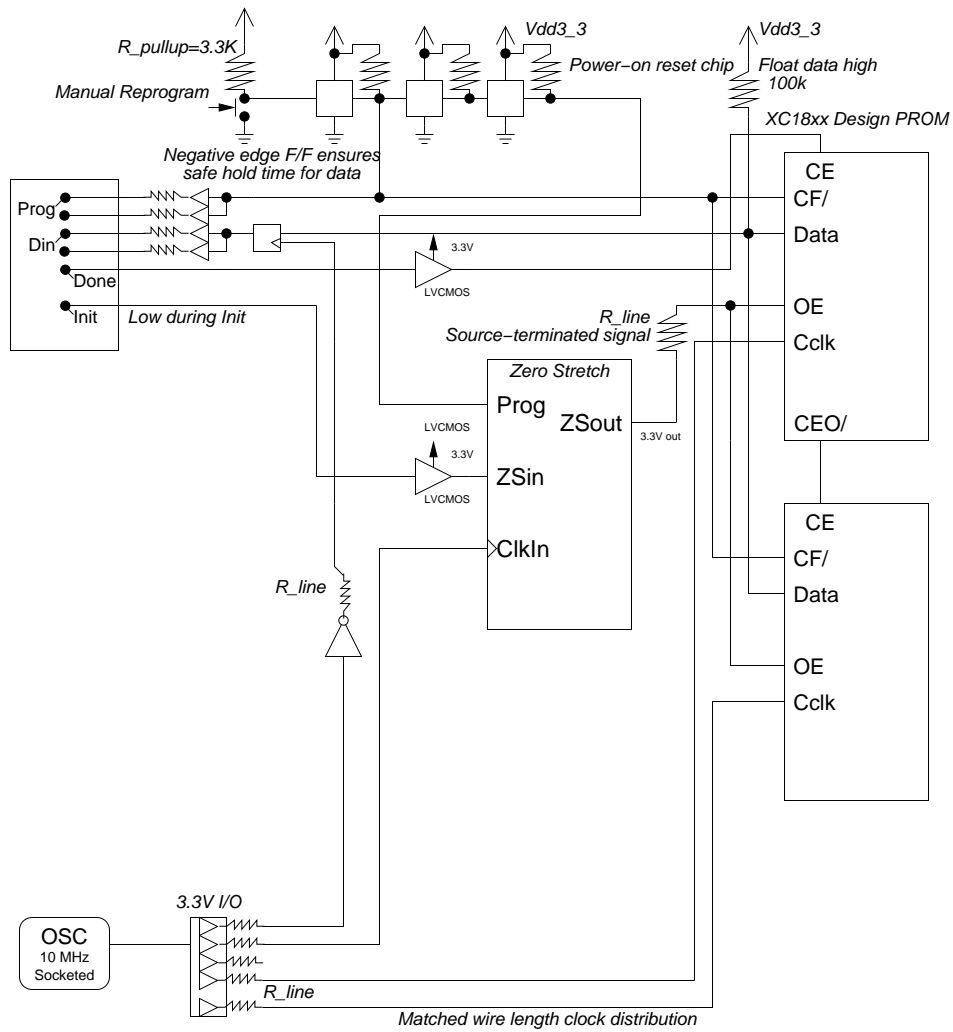 R_pullup=3.3K
Vdd3_3
Vdd3_3
Power−on reset chip
Float data high
100k
Manual Reprogram
XC18xx Design PROM
Negative edge F/F ensures
safe hold time for data
CE
CF/
Data
OE
Cclk
CEO/
Prog
Din
Done
Init
Low during Init
3.3V
LVCMOS
R_line
Source−terminated signal
Zero Stretch
Prog
ZSout
3.3V out
LVCMOS
3.3V
LVCMOS
ZSin
ClkIn
CE
CF/
Data
OE
Cclk
R_line
3.3V I/O
OSC
10 MHz
Socketed
R_line
Matched wire length clock distribution